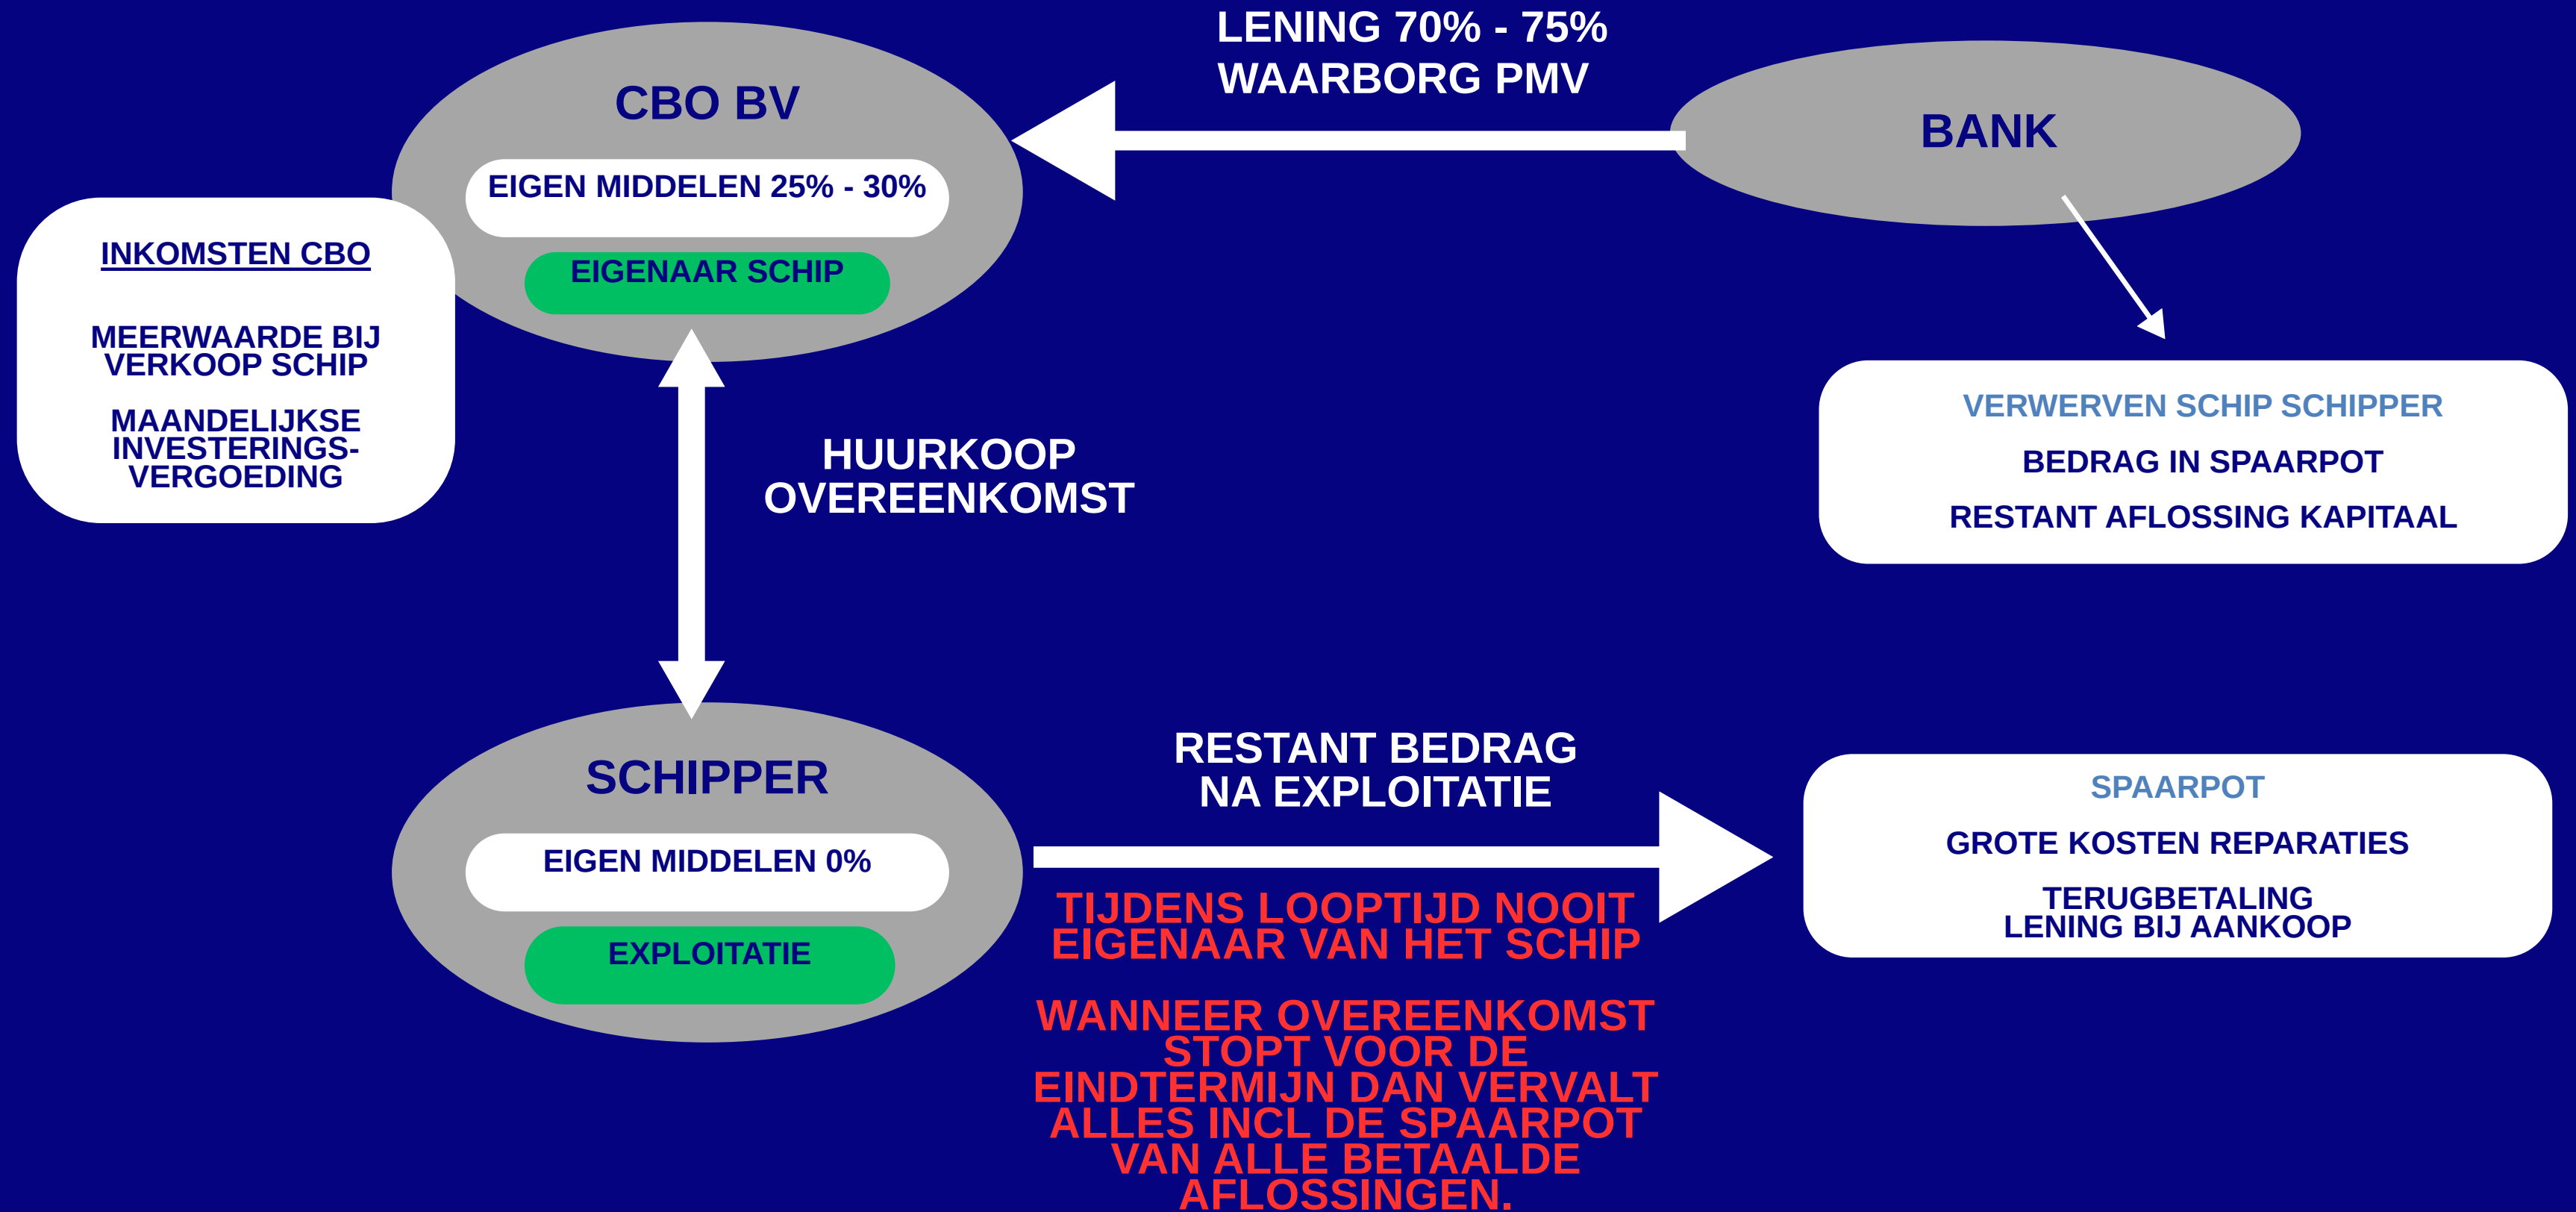 LENING 70% - 75%
WAARBORG PMV
CBO BV
EIGEN MIDDELEN 25% - 30%
EIGENAAR SCHIP
BANK
INKOMSTEN CBO
MEERWAARDE BIJ
VERKOOP SCHIP
MAANDELIJKSE
INVESTERINGS-
VERGOEDING
HUURKOOP
OVEREENKOMST
VERWERVEN SCHIP SCHIPPER
BEDRAG IN SPAARPOT
RESTANT AFLOSSING KAPITAAL
SCHIPPER
EIGEN MIDDELEN 0%
EXPLOITATIE
RESTANT BEDRAG
NA EXPLOITATIE
TIJDENS LOOPTIJD NOOIT
EIGENAAR VAN HET SCHIP
WANNEER OVEREENKOMST
STOPT VOOR DE
EINDTERMIJN DAN VERVALT
ALLES INCL DE SPAARPOT
VAN ALLE BETAALDE
AFLOSSINGEN.
SPAARPOT
GROTE KOSTEN REPARATIES
TERUGBETALING
LENING BIJ AANKOOP